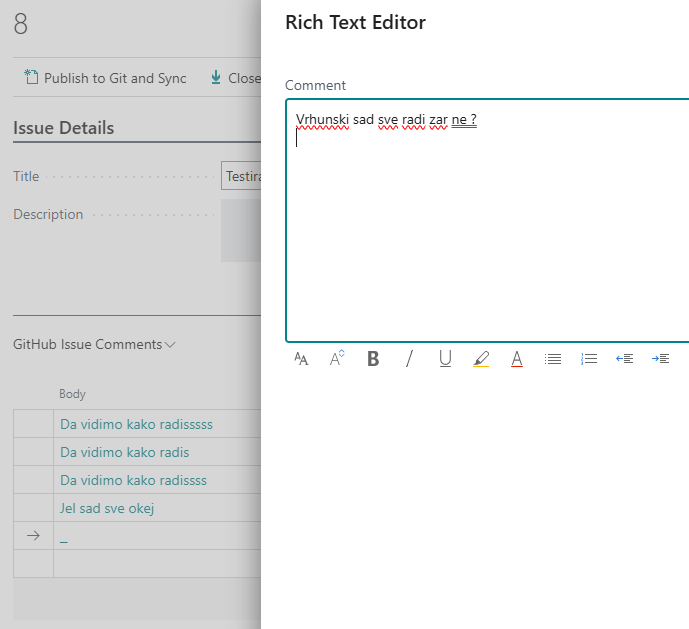 8
Publish to Git and Sync Close
Issue Details
Title Testira
Description
GitHub Issue Comments
Body
Da vidimo kako radisssss
Da vidimo kako radis
Da vidimo kako radissss
Jel sad sve okej
_
Rich Text Editor
Comment
Vrhunski sad sve radi zar ne ?